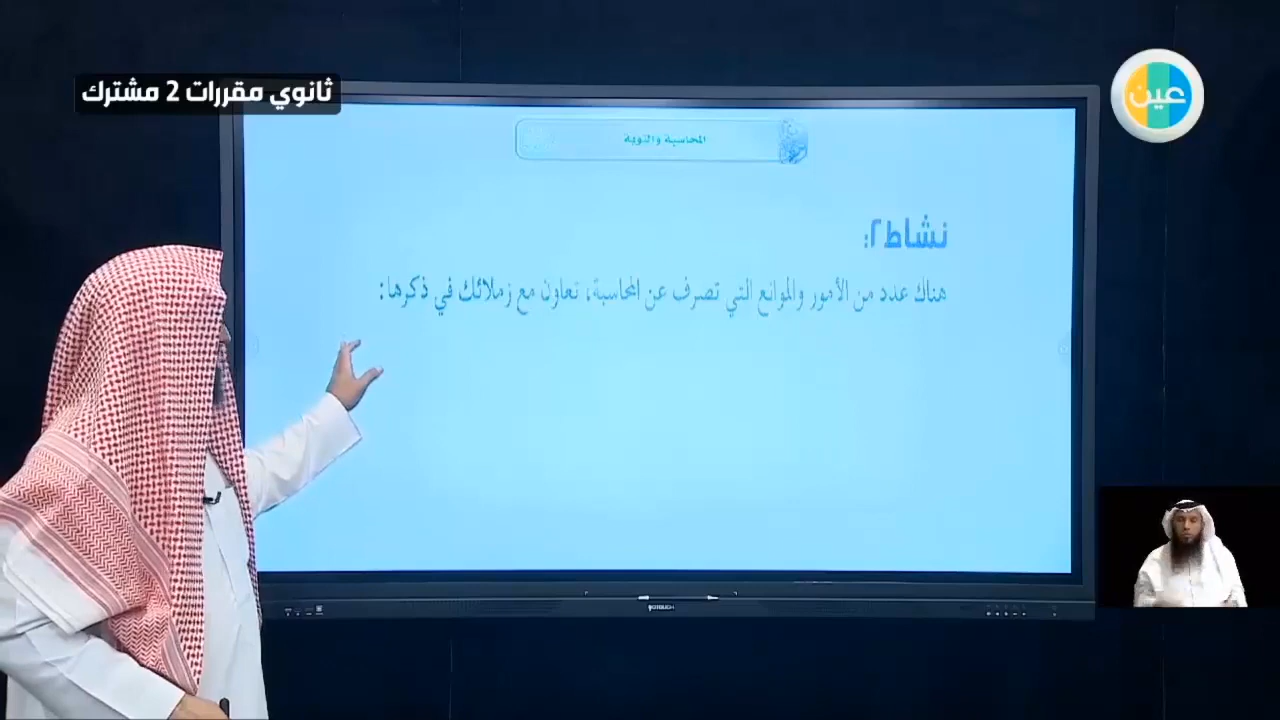 ثانوي مقررات 2 مشترك
عين
المحاسبة والتوبة
نشاط٢:
هناك عدد من الأمور والموانع التي تصرف عن المحاسبة، تعاون مع زملائك في ذكرها: